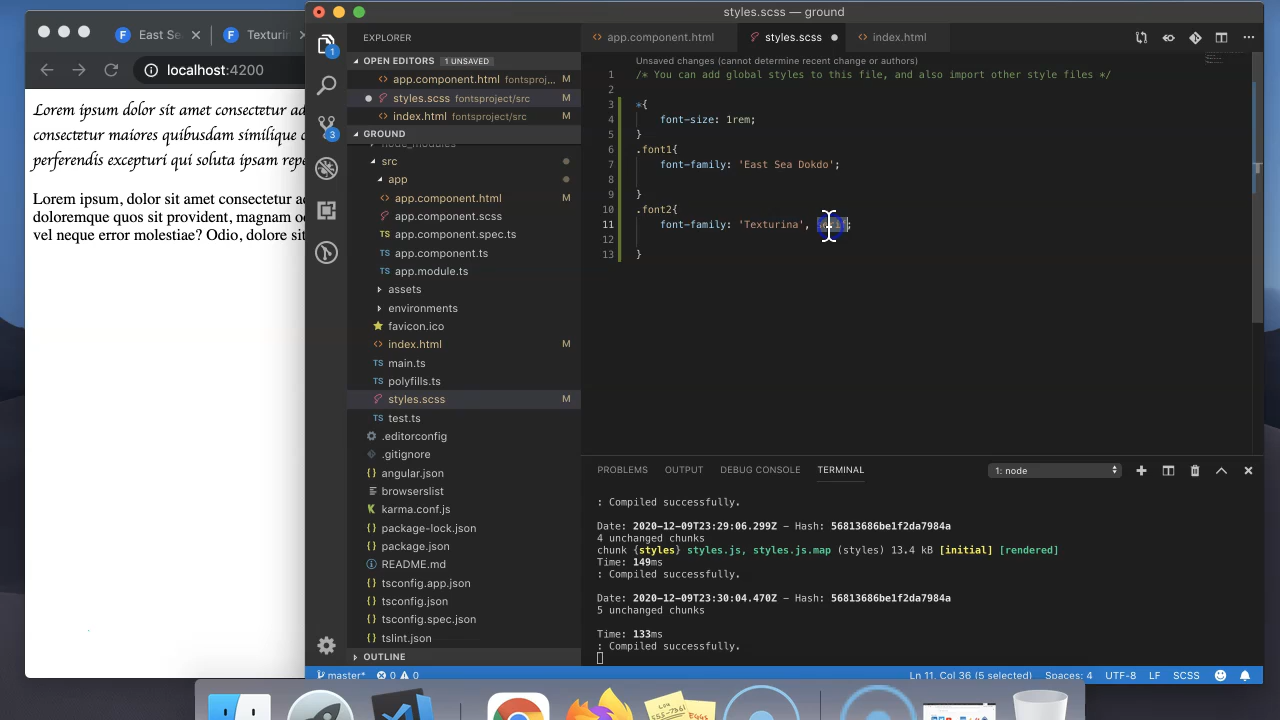 styles.scss — ground
East Se
Texturin
localhost:4200
Lorem ipsum dolor sit amet consectetur ad
consectetur maiores quibusdam similique c
perferendis excepturi qui soluta ipsam repe
Lorem ipsum, dolor sit amet consectetur a
doloremque quos sit provident, magnam o
vel neque error molestiae? Odio, dolore sit
EXPLORER
OPEN EDITORS 1 UNSAVED
app.component.html fontsproj... M
styles.scss fontsproject/src M
index.html fontsproject/src M
GROUND
node_modules
src
app
app.component.html
app.component.scss
app.component.spec.ts
app.component.ts
app.module.ts
assets
environments
favicon.ico
index.html M
main.ts
polyfills.ts
styles.scss M
test.ts
.editorconfig
.gitignore
angular.json
browserslist
karma.conf.js
package-lock.json
package.json
README.md
tsconfig.app.json
tsconfig.json
tsconfig.spec.json
tslint.json
OUTLINE
1
3
app.component.html
styles.scss
index.html
Unsaved changes (cannot determine recent change or authors)
1 /* You can add global styles to this file, and also import other style files */
2
3 *{
4 font-size: 1rem;
5 }
6 .font1{
7 font-family: 'East Sea Dokdo';
8
9 }
10 .font2{
11 font-family: 'Texturina', ;
12
13 }
PROBLEMS OUTPUT DEBUG CONSOLE TERMINAL 1: node
: Compiled successfully.
Date: 2020-12-09T23:29:06.299Z - Hash: 56813686be1f2da7984a
4 unchanged chunks
chunk {styles} styles.js, styles.js.map (styles) 13.4 kB [initial] [rendered]
Time: 149ms
: Compiled successfully.
Date: 2020-12-09T23:30:04.470Z - Hash: 56813686be1f2da7984a
5 unchanged chunks
Time: 133ms
: Compiled successfully.
master* 0 0 Ln 11, Col 36 (5 selected) Spaces: 4 UTF-8 LF SCSS
555-7361
EGGS